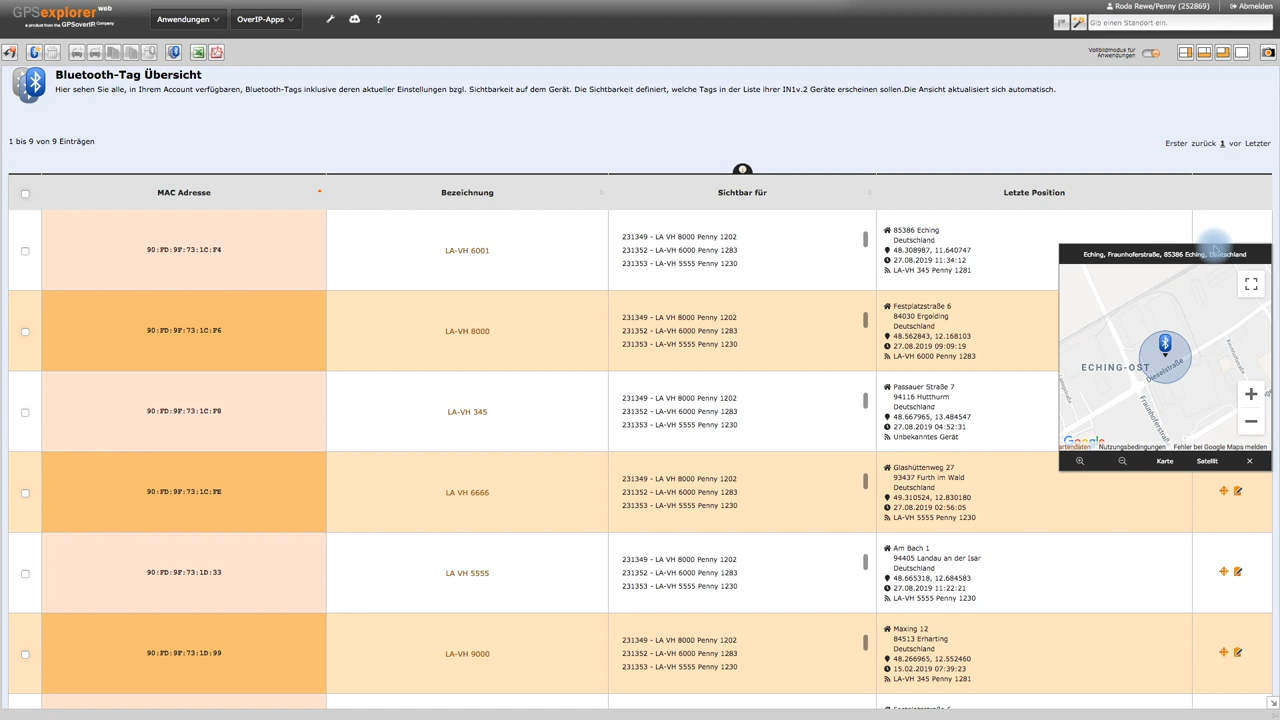 GPSexplorer web
a product from the GPSoverIP Company
Anwendungen
OverIP-Apps
?
Roda Rewe/Penny (252869)
Abmelden
Gib einen Standort ein.
Vollbildmodus für
Anwendungen
Bluetooth-Tag Übersicht
Hier sehen Sie alle, in Ihrem Account verfügbaren, Bluetooth-Tags inklusive deren aktueller Einstellungen bzgl. Sichtbarkeit auf dem Gerät. Die Sichtbarkeit definiert, welche Tags in der Liste ihrer IN1v.2 Geräte erscheinen sollen.Die Ansicht aktualisiert sich automatisch.
1 bis 9 von 9 Einträgen
Erster zurück 1 vor Letzter
MAC Adresse
Bezeichnung
Sichtbar für
Letzte Position
90:FD:9F:73:1C:F4
LA-VH 6001
231349 - LA VH 8000 Penny 1202
231352 - LA-VH 6000 Penny 1283
231353 - LA-VH 5555 Penny 1230
85386 Eching
Deutschland
48.308987, 11.640747
27.08.2019 11:34:12
LA-VH 345 Penny 1281
90:FD:9F:73:1C:F6
LA-VH 8000
231349 - LA VH 8000 Penny 1202
231352 - LA-VH 6000 Penny 1283
231353 - LA-VH 5555 Penny 1230
Festplatzstraße 6
84030 Ergolding
Deutschland
48.562843, 12.168103
27.08.2019 09:09:19
LA-VH 6000 Penny 1283
90:FD:9F:73:1C:F8
LA-VH 345
231349 - LA VH 8000 Penny 1202
231352 - LA-VH 6000 Penny 1283
231353 - LA-VH 5555 Penny 1230
Passauer Straße 7
94116 Hutthurm
Deutschland
48.667965, 13.484547
27.08.2019 04:52:31
Unbekanntes Gerät
90:FD:9F:73:1C:FE
LA VH 6666
231349 - LA VH 8000 Penny 1202
231352 - LA-VH 6000 Penny 1283
231353 - LA-VH 5555 Penny 1230
Glashüttenweg 27
93437 Furth im Wald
Deutschland
49.310524, 12.830180
27.08.2019 02:56:05
LA-VH 5555 Penny 1230
90:FD:9F:73:1D:33
LA VH 5555
231349 - LA VH 8000 Penny 1202
231352 - LA-VH 6000 Penny 1283
231353 - LA-VH 5555 Penny 1230
Am Bach 1
94405 Landau an der Isar
Deutschland
48.665318, 12.684583
27.08.2019 11:22:21
LA-VH 5555 Penny 1230
90:FD:9F:73:1D:99
LA-VH 9000
231349 - LA VH 8000 Penny 1202
231352 - LA-VH 6000 Penny 1283
231353 - LA-VH 5555 Penny 1230
Maxing 12
84513 Erharting
Deutschland
48.266965, 12.552460
15.02.2019 07:39:23
LA-VH 345 Penny 1281
Eching, Fraunhoferstraße, 85386 Eching, Deutschland
ECHING-OST
Dieselstraße
Fraunhoferstraße
Google
artendaten Nutzungsbedingungen Fehler bei Google Maps melden
Karte
Satellit